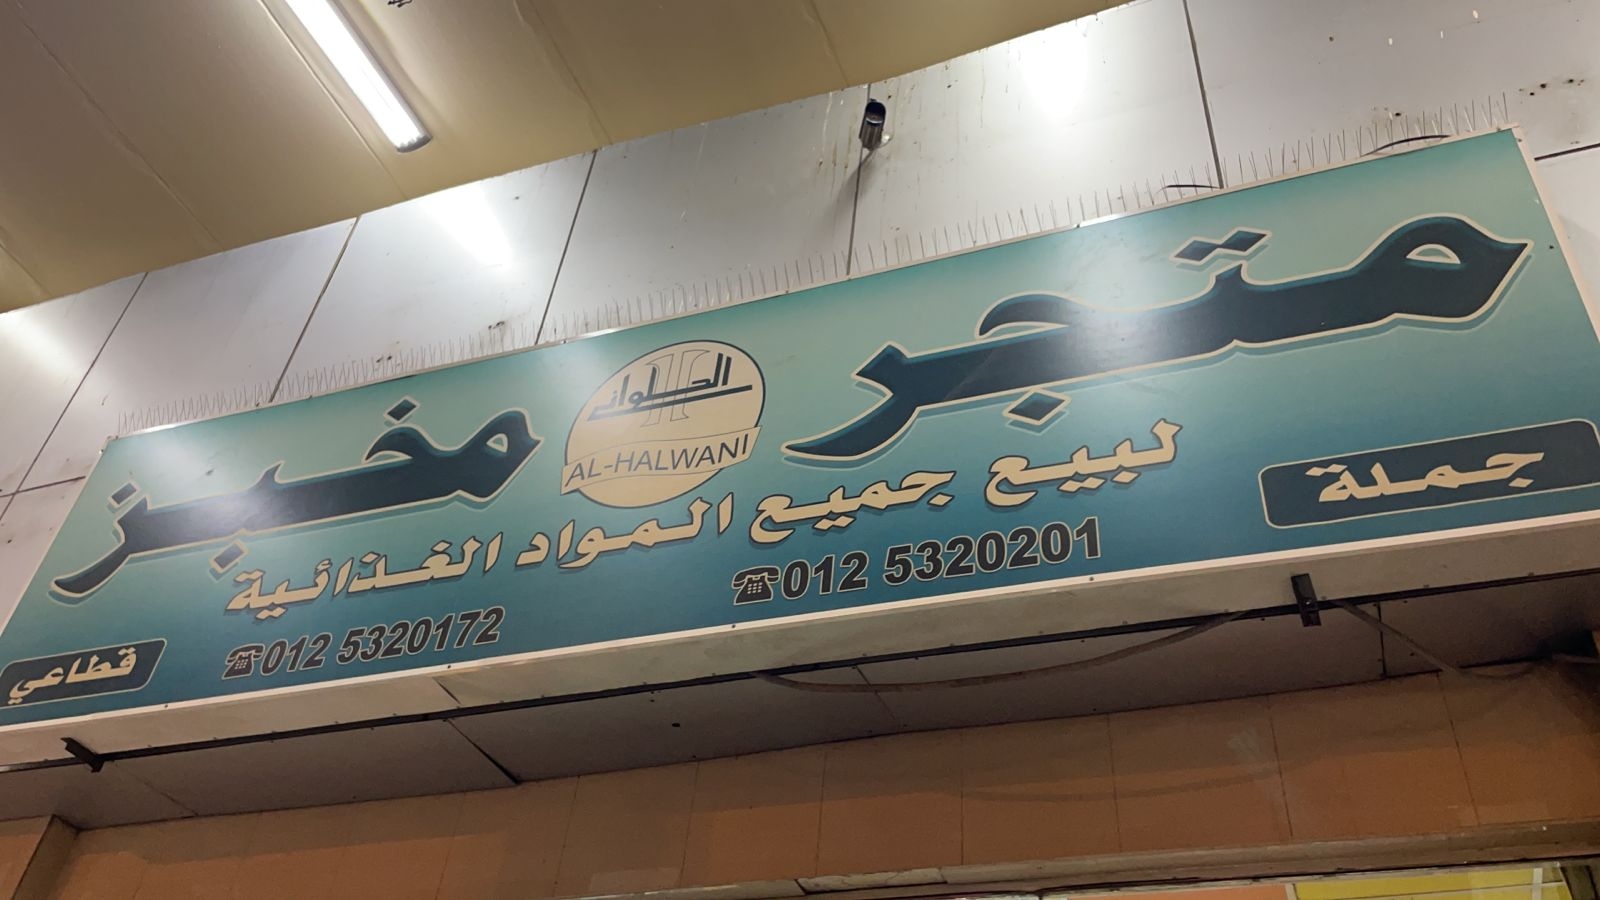 متجر
الحلواني
AL-HALWANI
مخبز
لبيع جميع المواد الغذائية
جملة
012 5320201
012 5320172
قطاعي